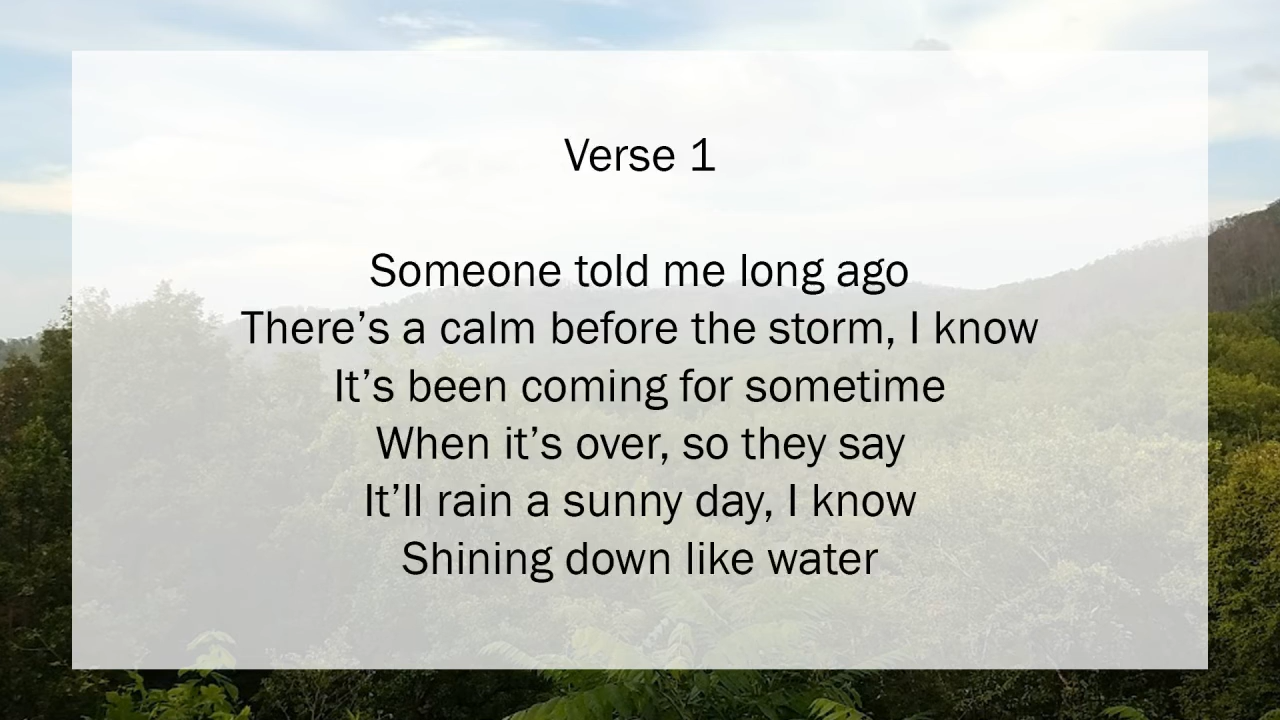 Verse 1
Someone told me long ago
There’s a calm before the storm, I know
It’s been coming for sometime
When it’s over, so they say
It’ll rain a sunny day, I know
Shining down like water